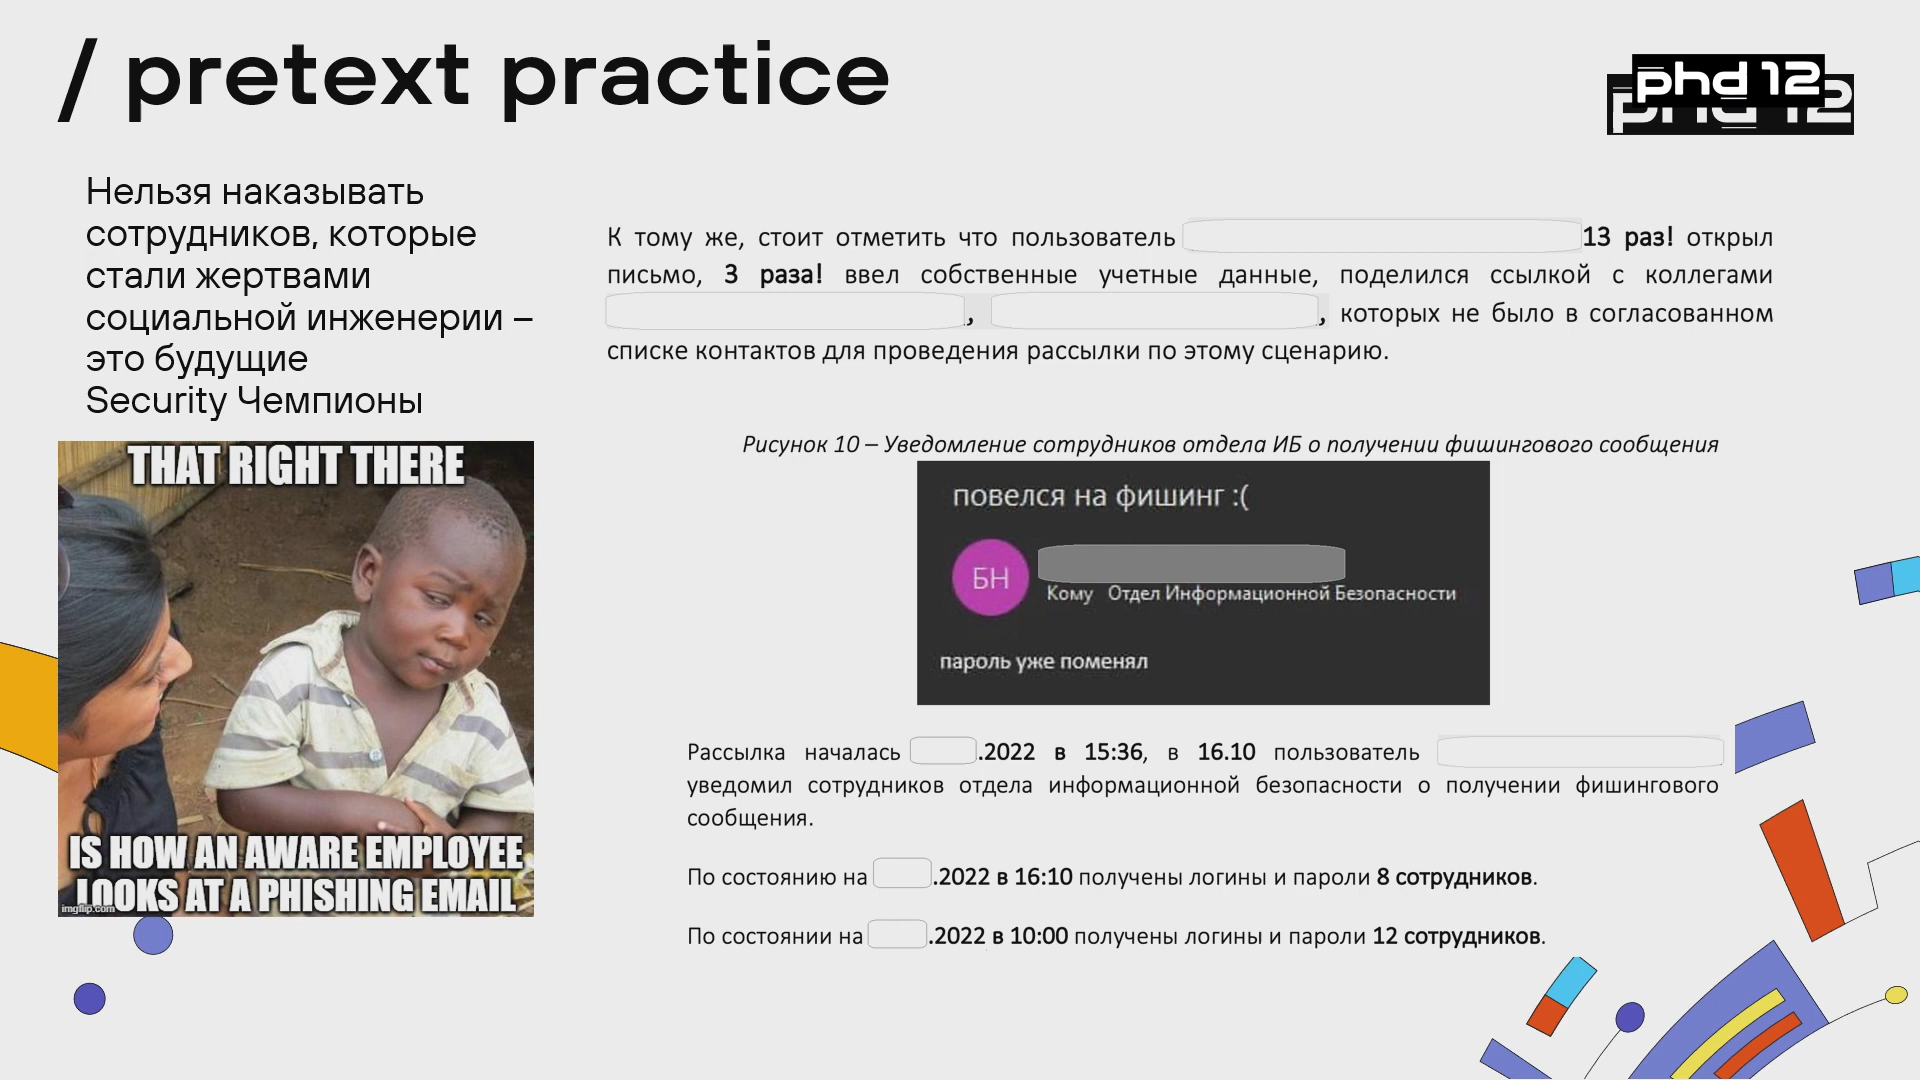 / pretext practice
phd 12
phd 12
Нельзя наказывать
сотрудников, которые
стали жертвами
социальной инженерии –
это будущие
Security Чемпионы
THAT RIGHT THERE
IS HOW AN AWARE EMPLOYEE
LOOKS AT A PHISHING EMAIL
imgflip.com
К тому же, стоит отметить что пользователь 13 раз! открыл
письмо, 3 раза! ввел собственные учетные данные, поделился ссылкой с коллегами
, , которых не было в согласованном
списке контактов для проведения рассылки по этому сценарию.
Рисунок 10 – Уведомление сотрудников отдела ИБ о получении фишингового сообщения
повелся на фишинг :(
БН
Кому Отдел Информационной Безопасности
пароль уже поменял
Рассылка началась .2022 в 15:36, в 16.10 пользователь
уведомил сотрудников отдела информационной безопасности о получении фишингового
сообщения.
По состоянию на .2022 в 16:10 получены логины и пароли 8 сотрудников.
По состоянии на .2022 в 10:00 получены логины и пароли 12 сотрудников.